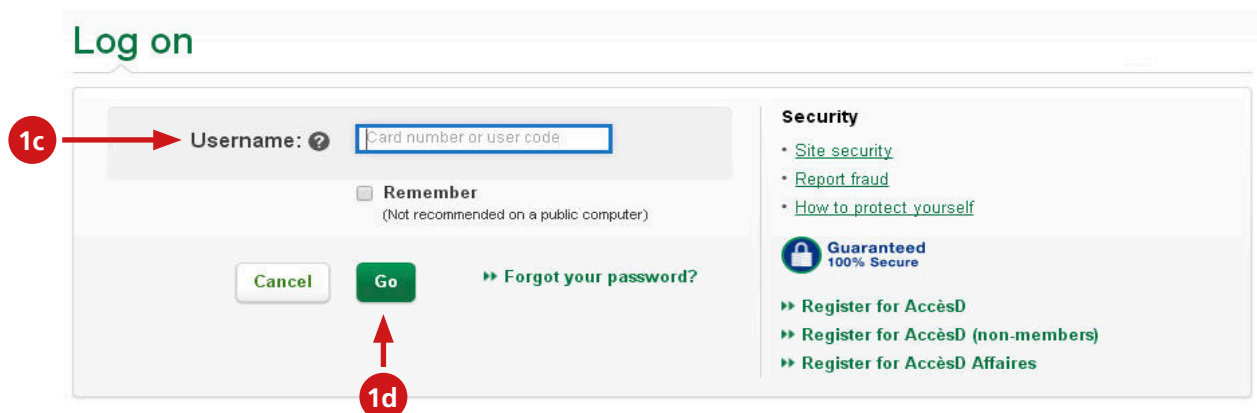 Log on
1c
Username: ?
Card number or user code
Remember
(Not recommended on a public computer)
Cancel
Go
Forgot your password?
1d
Security
• Site security
• Report fraud
• How to protect yourself
Guaranteed
100% Secure
Register for AccèsD
Register for AccèsD (non-members)
Register for AccèsD Affaires